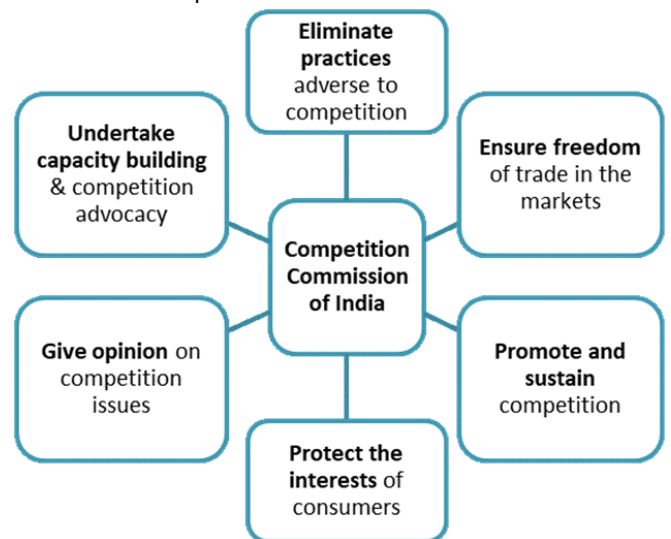 Eliminate
practices
adverse to
competition
Undertake
capacity building
& competition
advocacy
Ensure freedom
of trade in the
markets
Competition
Commission
of India
Give opinion on
competition
issues
Promote and
sustain
competition
Protect the
interests of
consumers